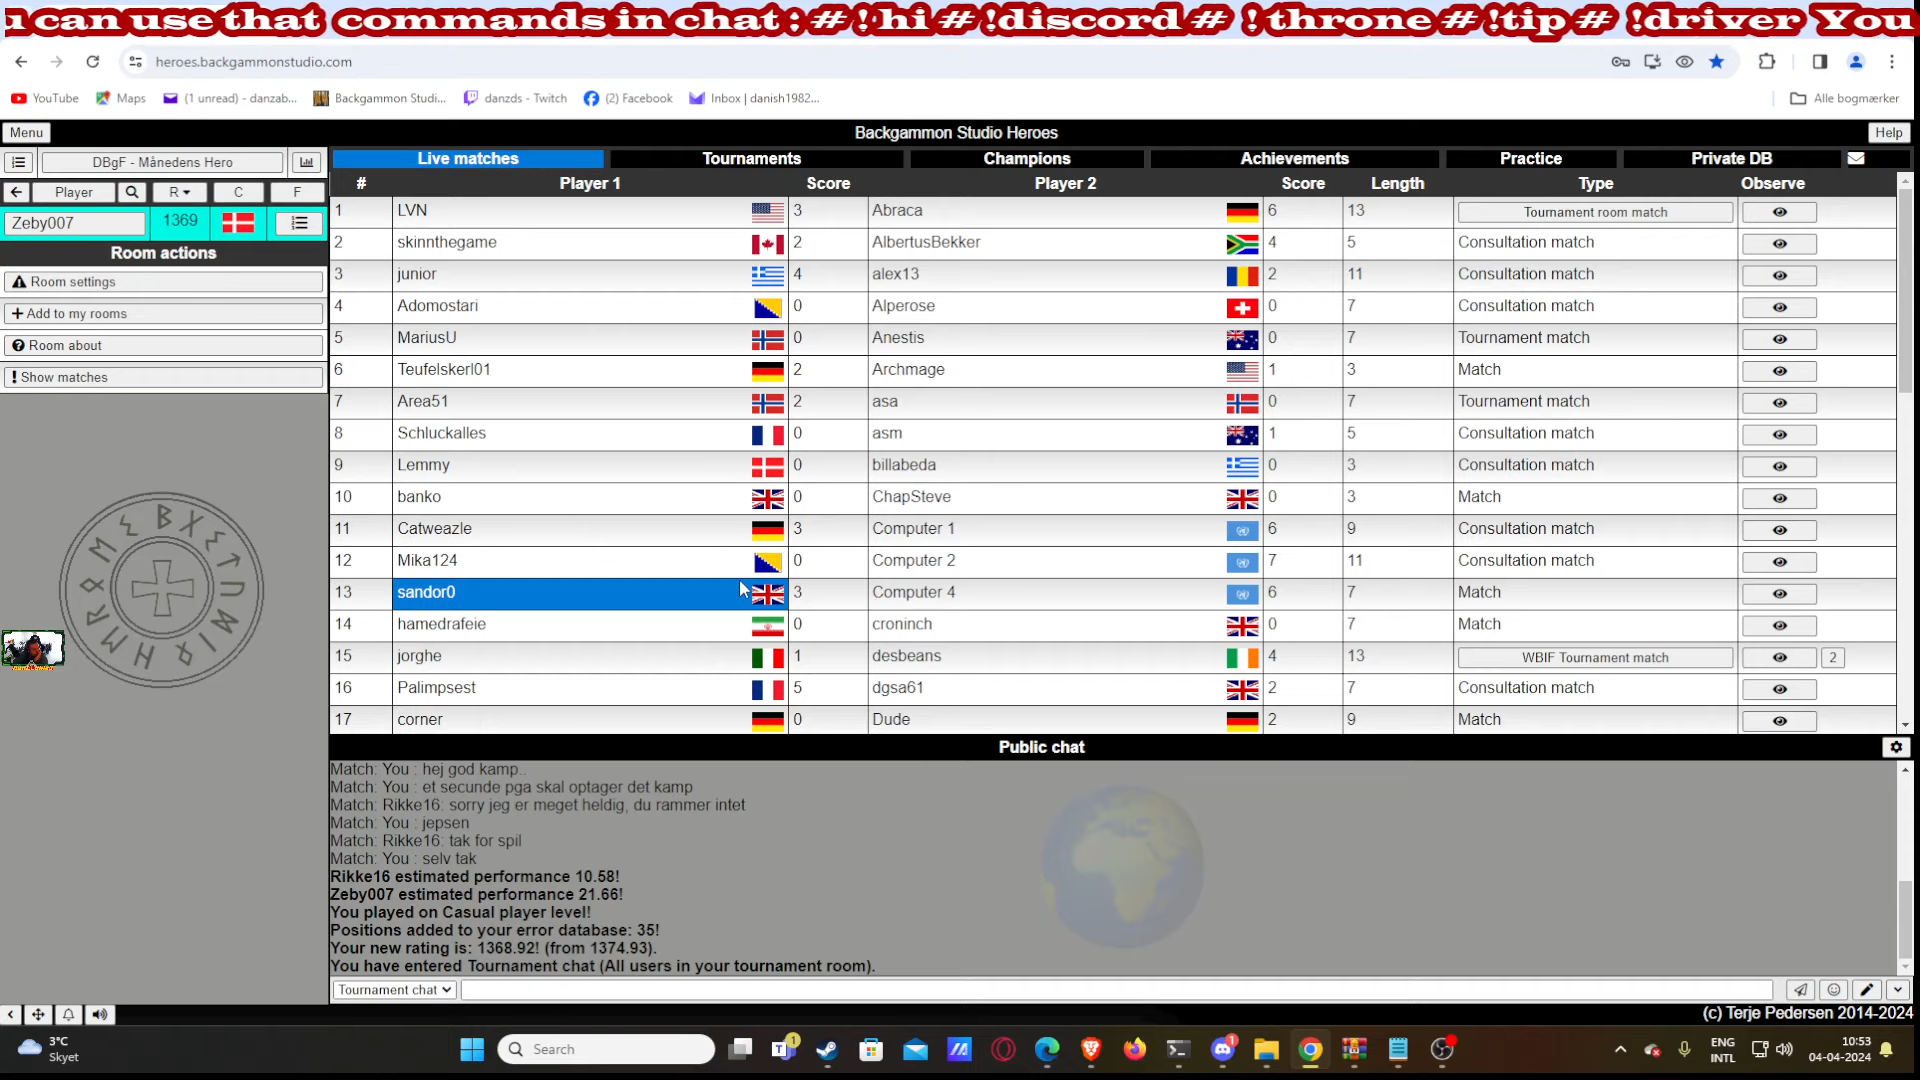 u can use that commands in chat : # ! hi # !discord # ! throne # !tip # !driver You
heroes.backgammonstudio.com
YouTube Maps (1 unread) - danzab... Backgammon Studi... danzds - Twitch (2) Facebook Inbox | danish1982... Alle bogmærker
Menu Backgammon Studio Heroes Help
DBgF - Månedens Hero
Live matches Tournaments Champions Achievements Practice Private DB
Player R C F
# Player 1 Score Player 2 Score Length Type Observe
Zeby007 1369
Room actions
Room settings
Add to my rooms
Room about
Show matches
1 LVN 3 Abraca 6 13 Tournament room match
2 skinnthegame 2 AlbertusBekker 4 5 Consultation match
3 junior 4 alex13 2 11 Consultation match
4 Adomostari 0 Alperose 0 7 Consultation match
5 MariusU 0 Anestis 0 7 Tournament match
6 Teufelskerl01 2 Archmage 1 3 Match
7 Area51 2 asa 0 7 Tournament match
8 Schluckalles 0 asm 1 5 Consultation match
9 Lemmy 0 billabeda 0 3 Consultation match
10 banko 0 ChapSteve 0 3 Match
11 Catweazle 3 Computer 1 6 9 Consultation match
12 Mika124 0 Computer 2 7 11 Consultation match
13 sandor0 3 Computer 4 6 7 Match
14 hamedrafeie 0 croninch 0 7 Match
15 jorghe 1 desbeans 4 13 WBIF Tournament match 2
16 Palimpsest 5 dgsa61 2 7 Consultation match
17 corner 0 Dude 2 9 Match
Public chat
Match: You : hej god kamp..
Match: You : et secunde pga skal optager det kamp
Match: Rikke16: sorry jeg er meget heldig, du rammer intet
Match: You : jepsen
Match: Rikke16: tak for spil
Match: You : selv tak
Rikke16 estimated performance 10.58!
Zeby007 estimated performance 21.66!
You played on Casual player level!
Positions added to your error database: 35!
Your new rating is: 1368.92! (from 1374.93).
You have entered Tournament chat (All users in your tournament room).
Tournament chat
(c) Terje Pedersen 2014-2024
3°C
Skyet
Search
1
1
ENG
INTL
10:53
04-04-2024